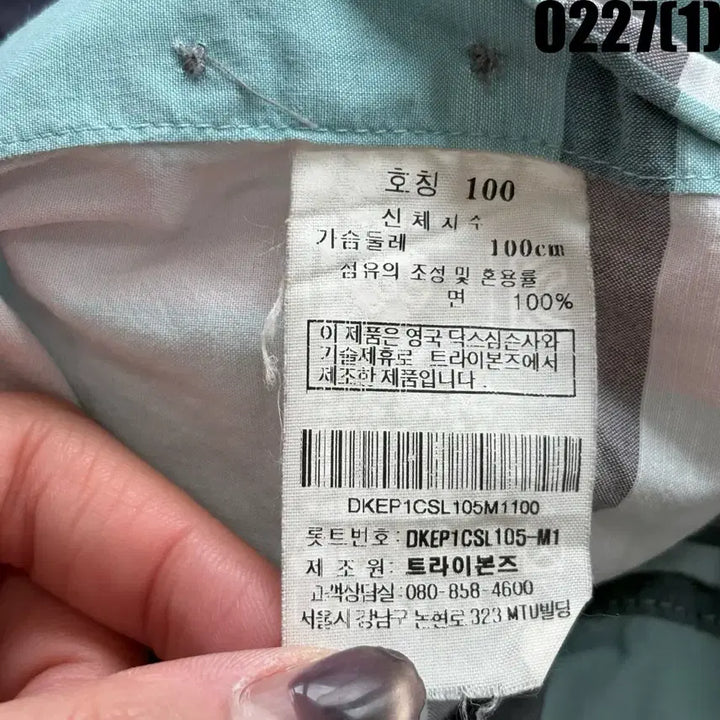 0227(1)
호칭 100
신체치수
가슴둘레 100cm
섬유의 조성 및 혼용률
면 100%
이 제품은 영국 닥스심슨사와
기술제휴로 트라이본즈에서
제조한 제품입니다.
DKEP1CSL105M1100
롯트번호: DKEP1CSL105-M1
제조원: 트라이본즈
고객상담실: 080-858-4600
서울시 강남구 논현로 323 MTU빌딩